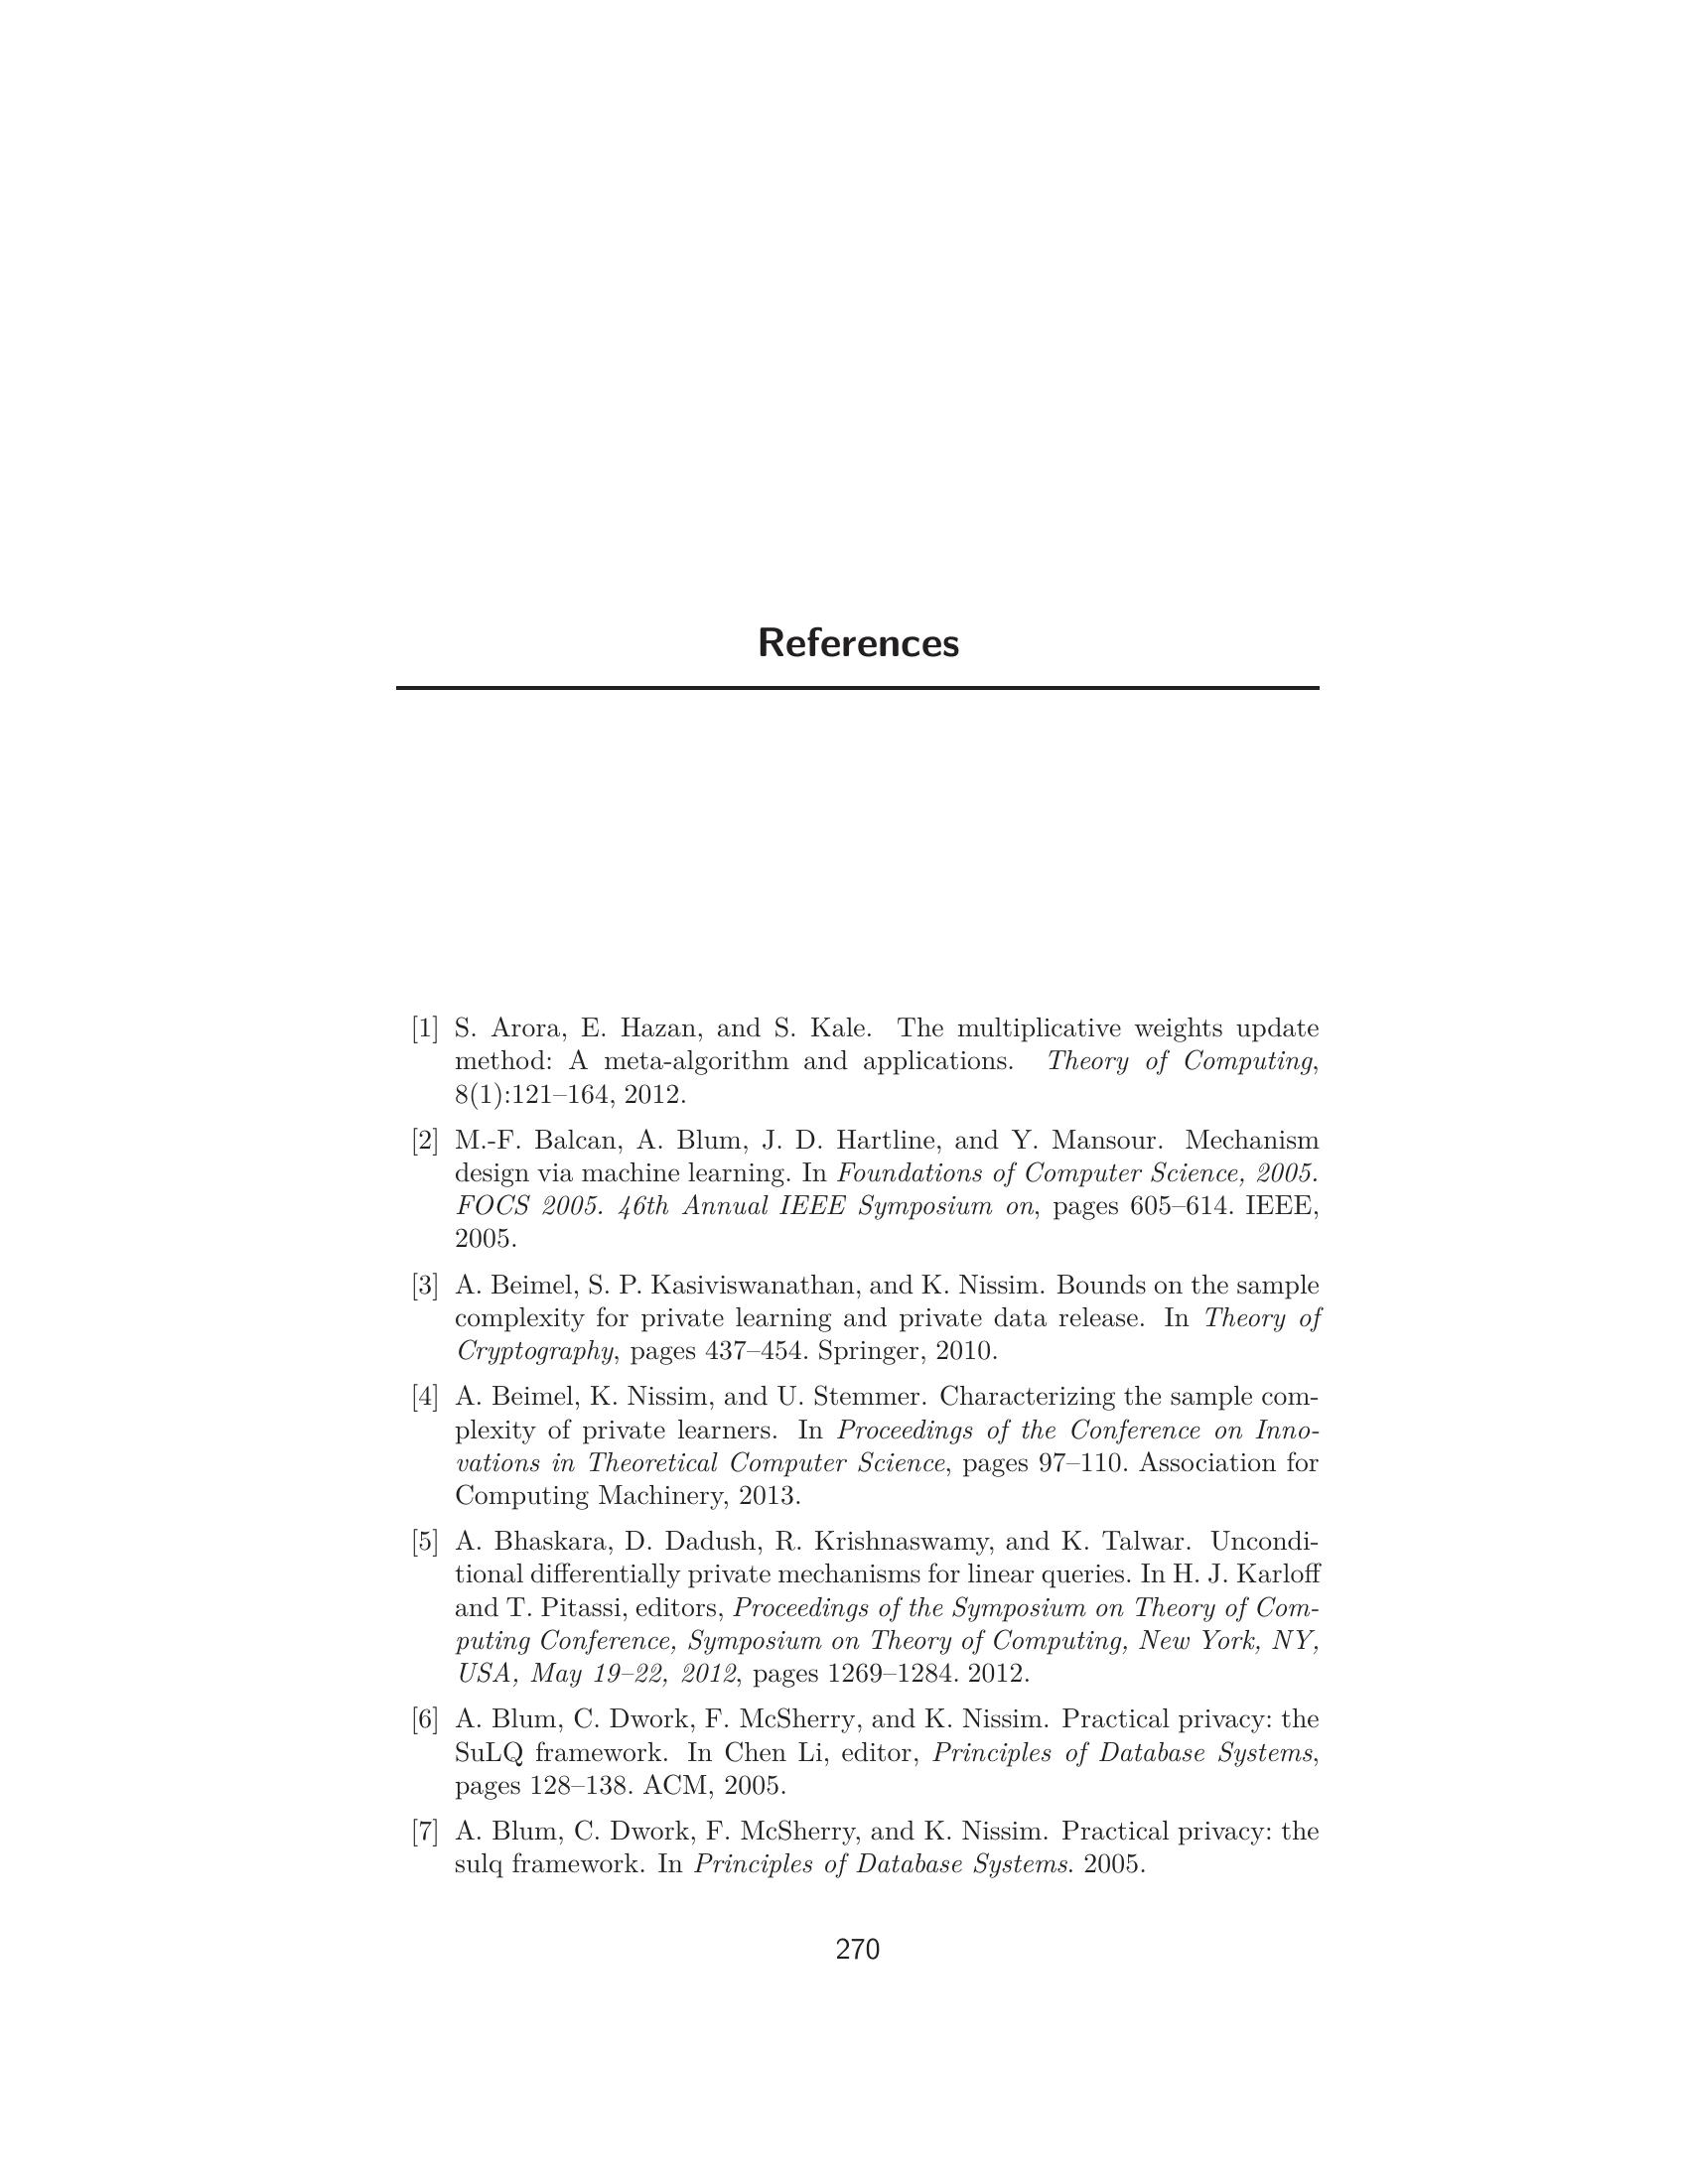 References
[1] S. Arora, E. Hazan, and S. Kale. The multiplicative weights update
method: A meta-algorithm and applications. Theory of Computing,
8(1):121–164, 2012.
[2] M.-F. Balcan, A. Blum, J. D. Hartline, and Y. Mansour. Mechanism
design via machine learning. In Foundations of Computer Science, 2005.
FOCS 2005. 46th Annual IEEE Symposium on, pages 605–614. IEEE,
2005.
[3] A. Beimel, S. P. Kasiviswanathan, and K. Nissim. Bounds on the sample
complexity for private learning and private data release. In Theory of
Cryptography, pages 437–454. Springer, 2010.
[4] A. Beimel, K. Nissim, and U. Stemmer. Characterizing the sample com-
plexity of private learners. In Proceedings of the Conference on Inno-
vations in Theoretical Computer Science, pages 97–110. Association for
Computing Machinery, 2013.
[5] A. Bhaskara, D. Dadush, R. Krishnaswamy, and K. Talwar. Uncondi-
tional differentially private mechanisms for linear queries. In H. J. Karloff
and T. Pitassi, editors, Proceedings of the Symposium on Theory of Com-
puting Conference, Symposium on Theory of Computing, New York, NY,
USA, May 19–22, 2012, pages 1269–1284. 2012.
[6] A. Blum, C. Dwork, F. McSherry, and K. Nissim. Practical privacy: the
SuLQ framework. In Chen Li, editor, Principles of Database Systems,
pages 128–138. ACM, 2005.
[7] A. Blum, C. Dwork, F. McSherry, and K. Nissim. Practical privacy: the
sulq framework. In Principles of Database Systems. 2005.
270